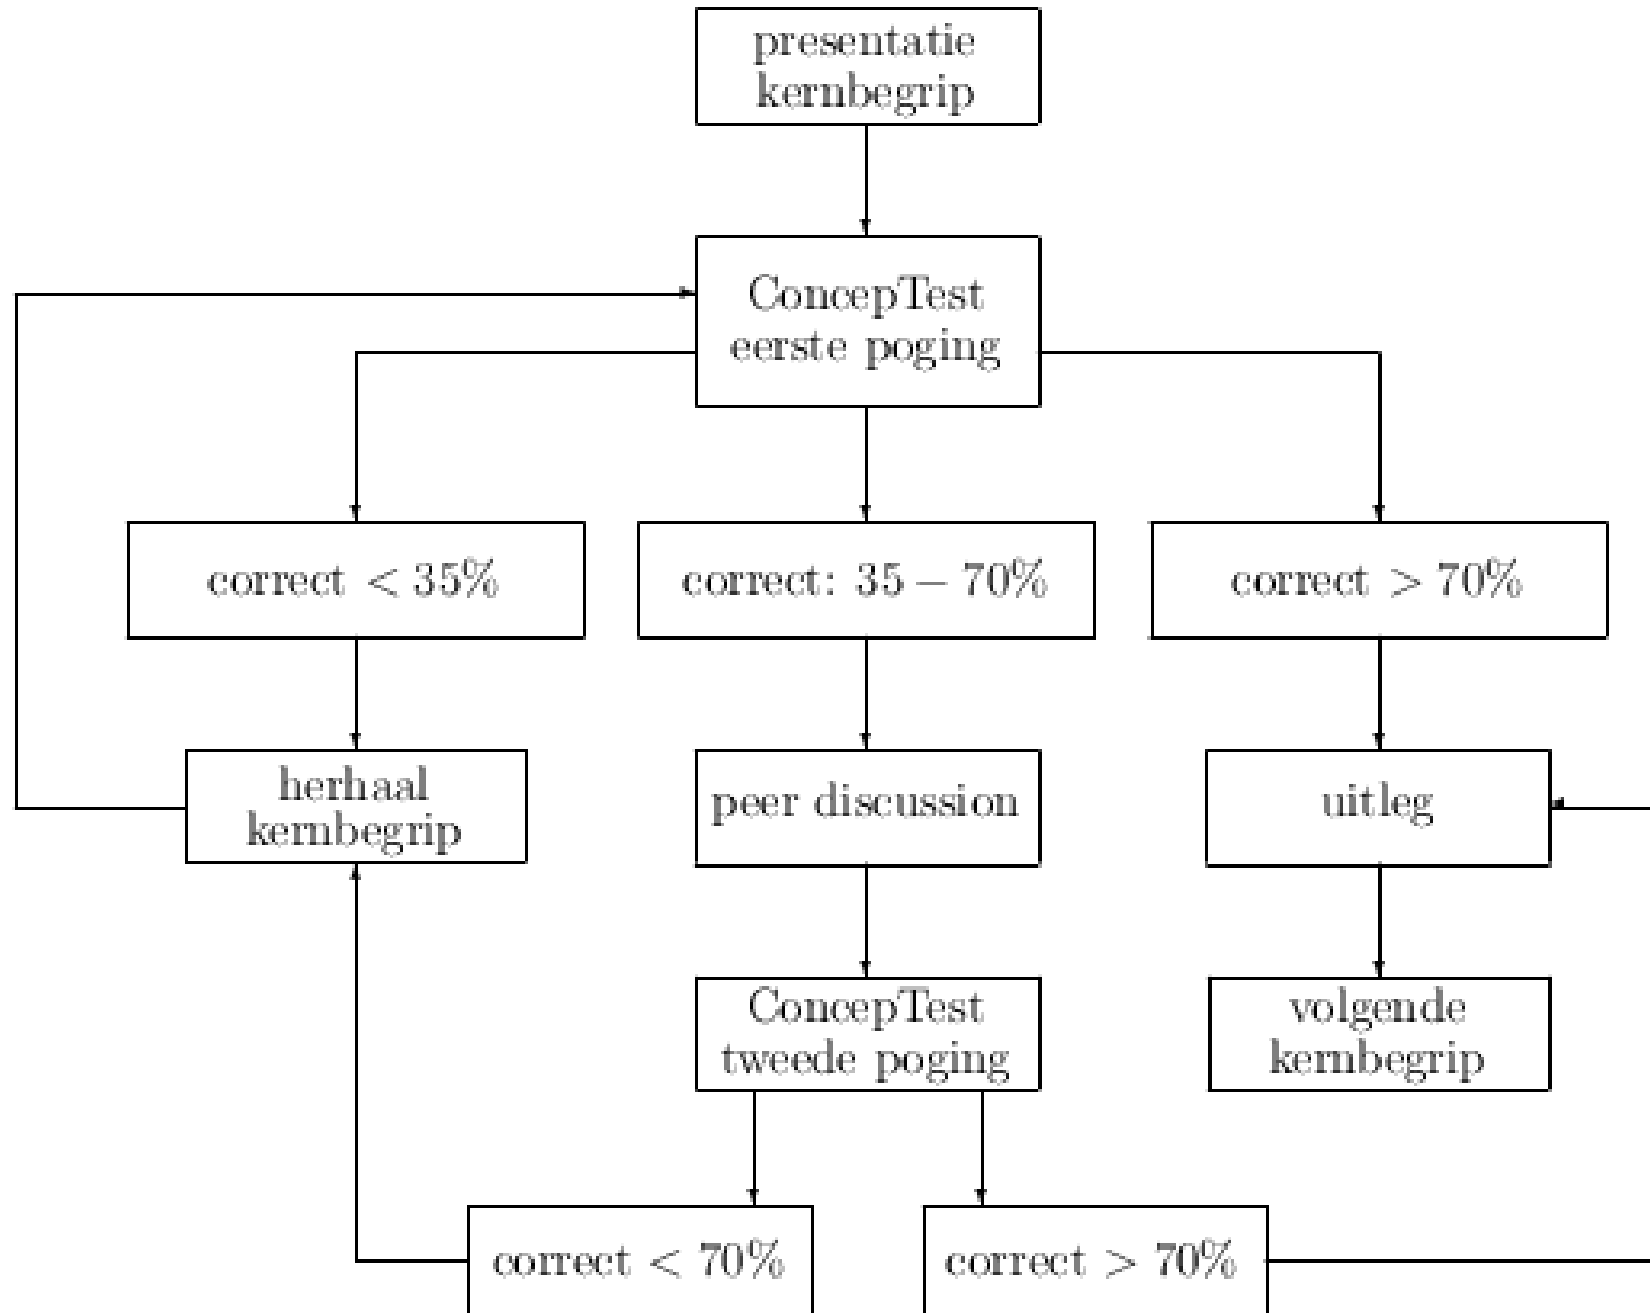 presentatie
kernbegrip
ConcepTest
eerste poging
correct < 35%
correct: 35 – 70%
correct > 70%
herhaal
kernbegrip
peer discussion
uitleg
ConcepTest
tweede poging
volgende
kernbegrip
correct < 70%
correct > 70%